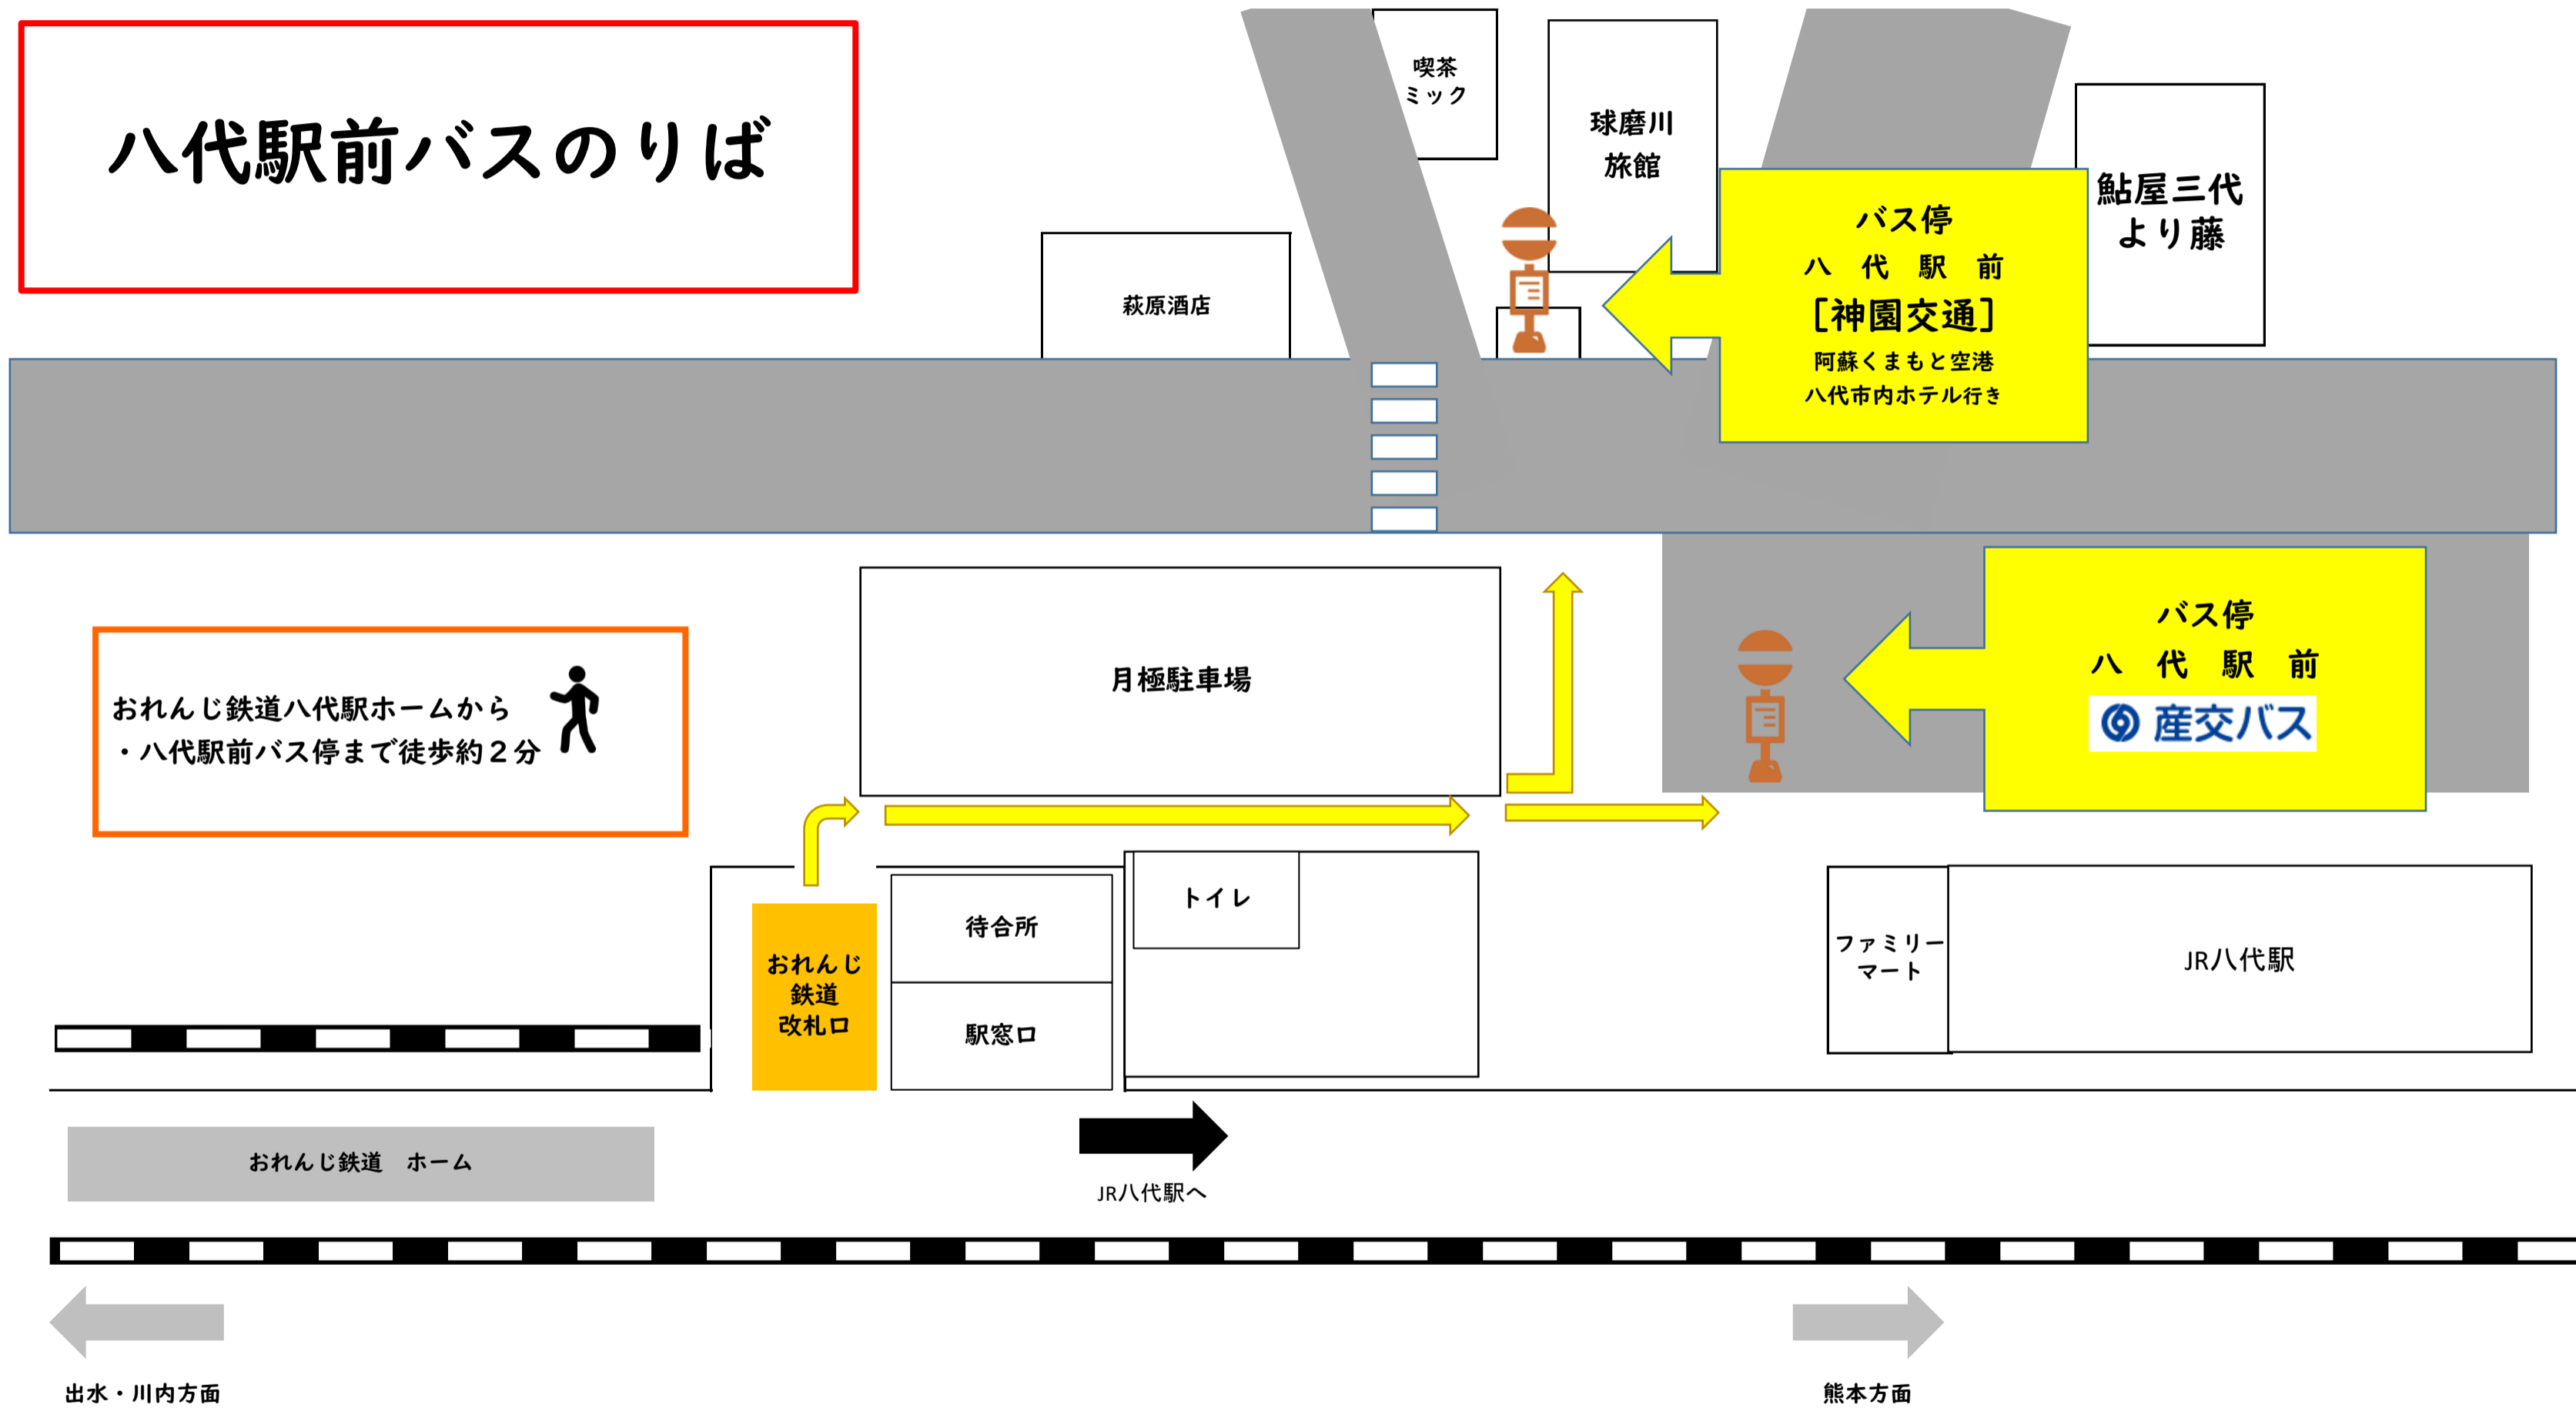 八代駅前バスのりば
喫茶
ミック
球磨川
旅館
鮎屋三代
より藤
萩原酒店
バス停
八　代　駅　前
［神園交通］
阿蘇くまもと空港
八代市内ホテル行き
おれんじ鉄道八代駅ホームから
・八代駅前バス停まで徒歩約２分
月極駐車場
バス停
八　代　駅　前
産交バス
おれんじ
鉄道
改札口
待合所
駅窓口
トイレ
ファミリー
マート
JR八代駅
おれんじ鉄道　ホーム
JR八代駅へ
出水・川内方面
熊本方面